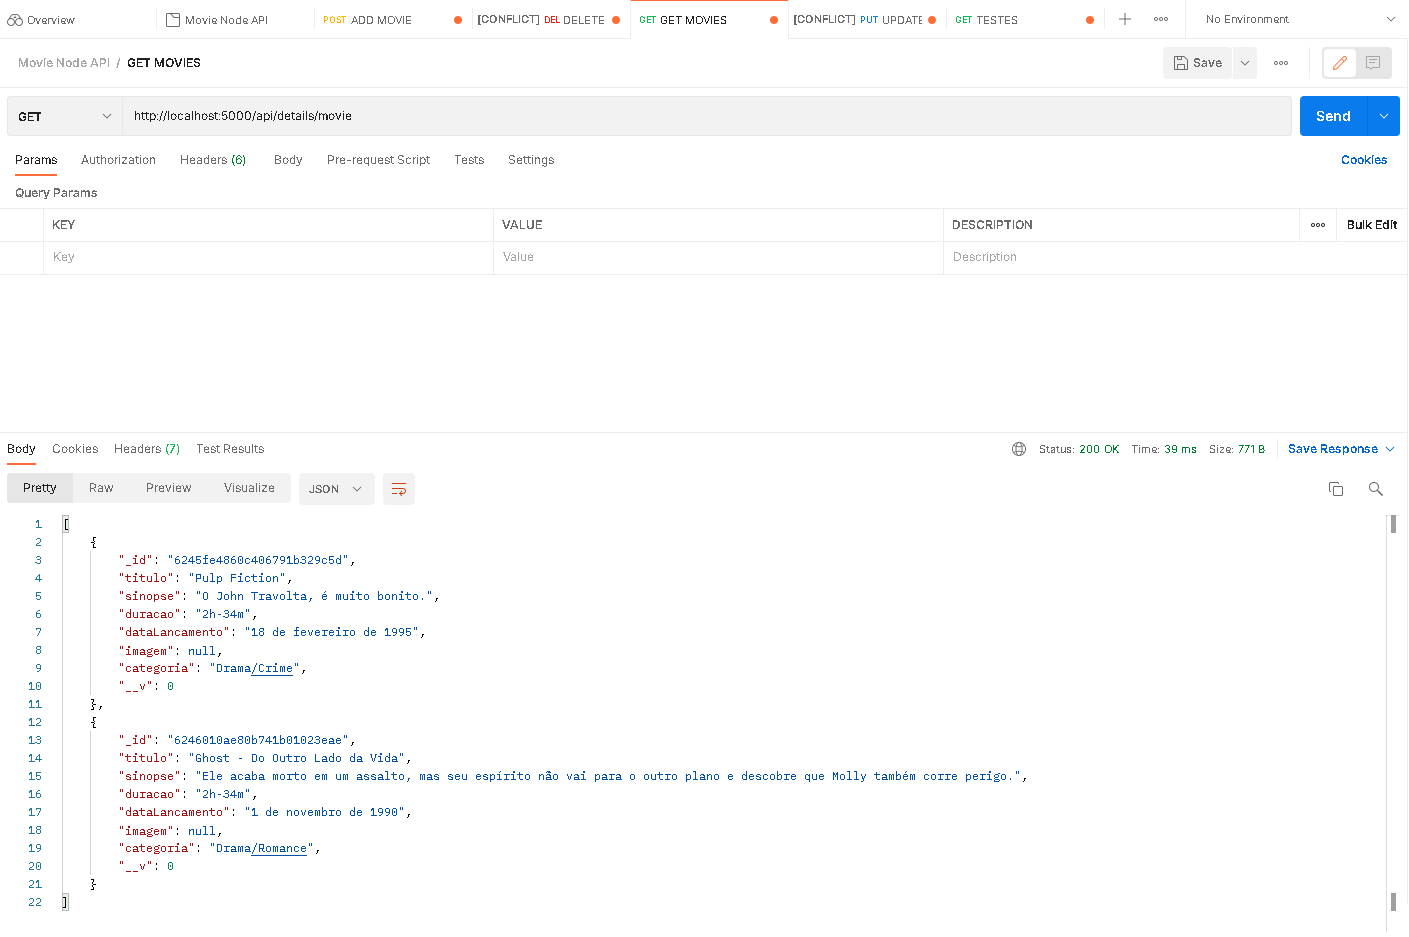 Overview Movie Node API POST ADD MOVIE [CONFLICT] DEL DELETE GET GET MOVIES [CONFLICT] PUT UPDATE GET TESTES No Environment
Movie Node API / GET MOVIES Save
GET http://localhost:5000/api/details/movie Send
Params Authorization Headers (6) Body Pre-request Script Tests Settings Cookies
Query Params
KEY VALUE DESCRIPTION Bulk Edit
Key Value Description
Body Cookies Headers (7) Test Results Status: 200 OK Time: 39 ms Size: 771 B Save Response
Pretty Raw Preview Visualize JSON
1 [
2 {
3 "_id": "6245fe4860c406791b329c5d",
4 "titulo": "Pulp Fiction",
5 "sinopse": "O John Travolta, é muito bonito.",
6 "duracao": "2h-34m",
7 "dataLancamento": "18 de fevereiro de 1995",
8 "imagem": null,
9 "categoria": "Drama/Crime",
10 "__v": 0
11 },
12 {
13 "_id": "6246010ae80b741b01023eae",
14 "titulo": "Ghost - Do Outro Lado da Vida",
15 "sinopse": "Ele acaba morto em um assalto, mas seu espírito não vai para o outro plano e descobre que Molly também corre perigo.",
16 "duracao": "2h-34m",
17 "dataLancamento": "1 de novembro de 1990",
18 "imagem": null,
19 "categoria": "Drama/Romance",
20 "__v": 0
21 }
22 ]